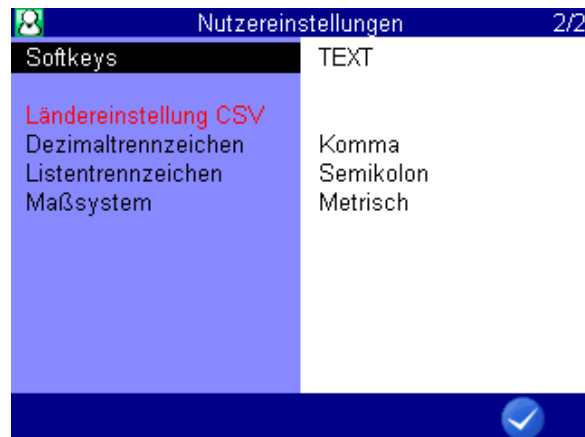 Nutzereinstellungen 2/2
Softkeys TEXT
Ländereinstellung CSV
Dezimaltrennzeichen Komma
Listentrennzeichen Semikolon
Maßsystem Metrisch